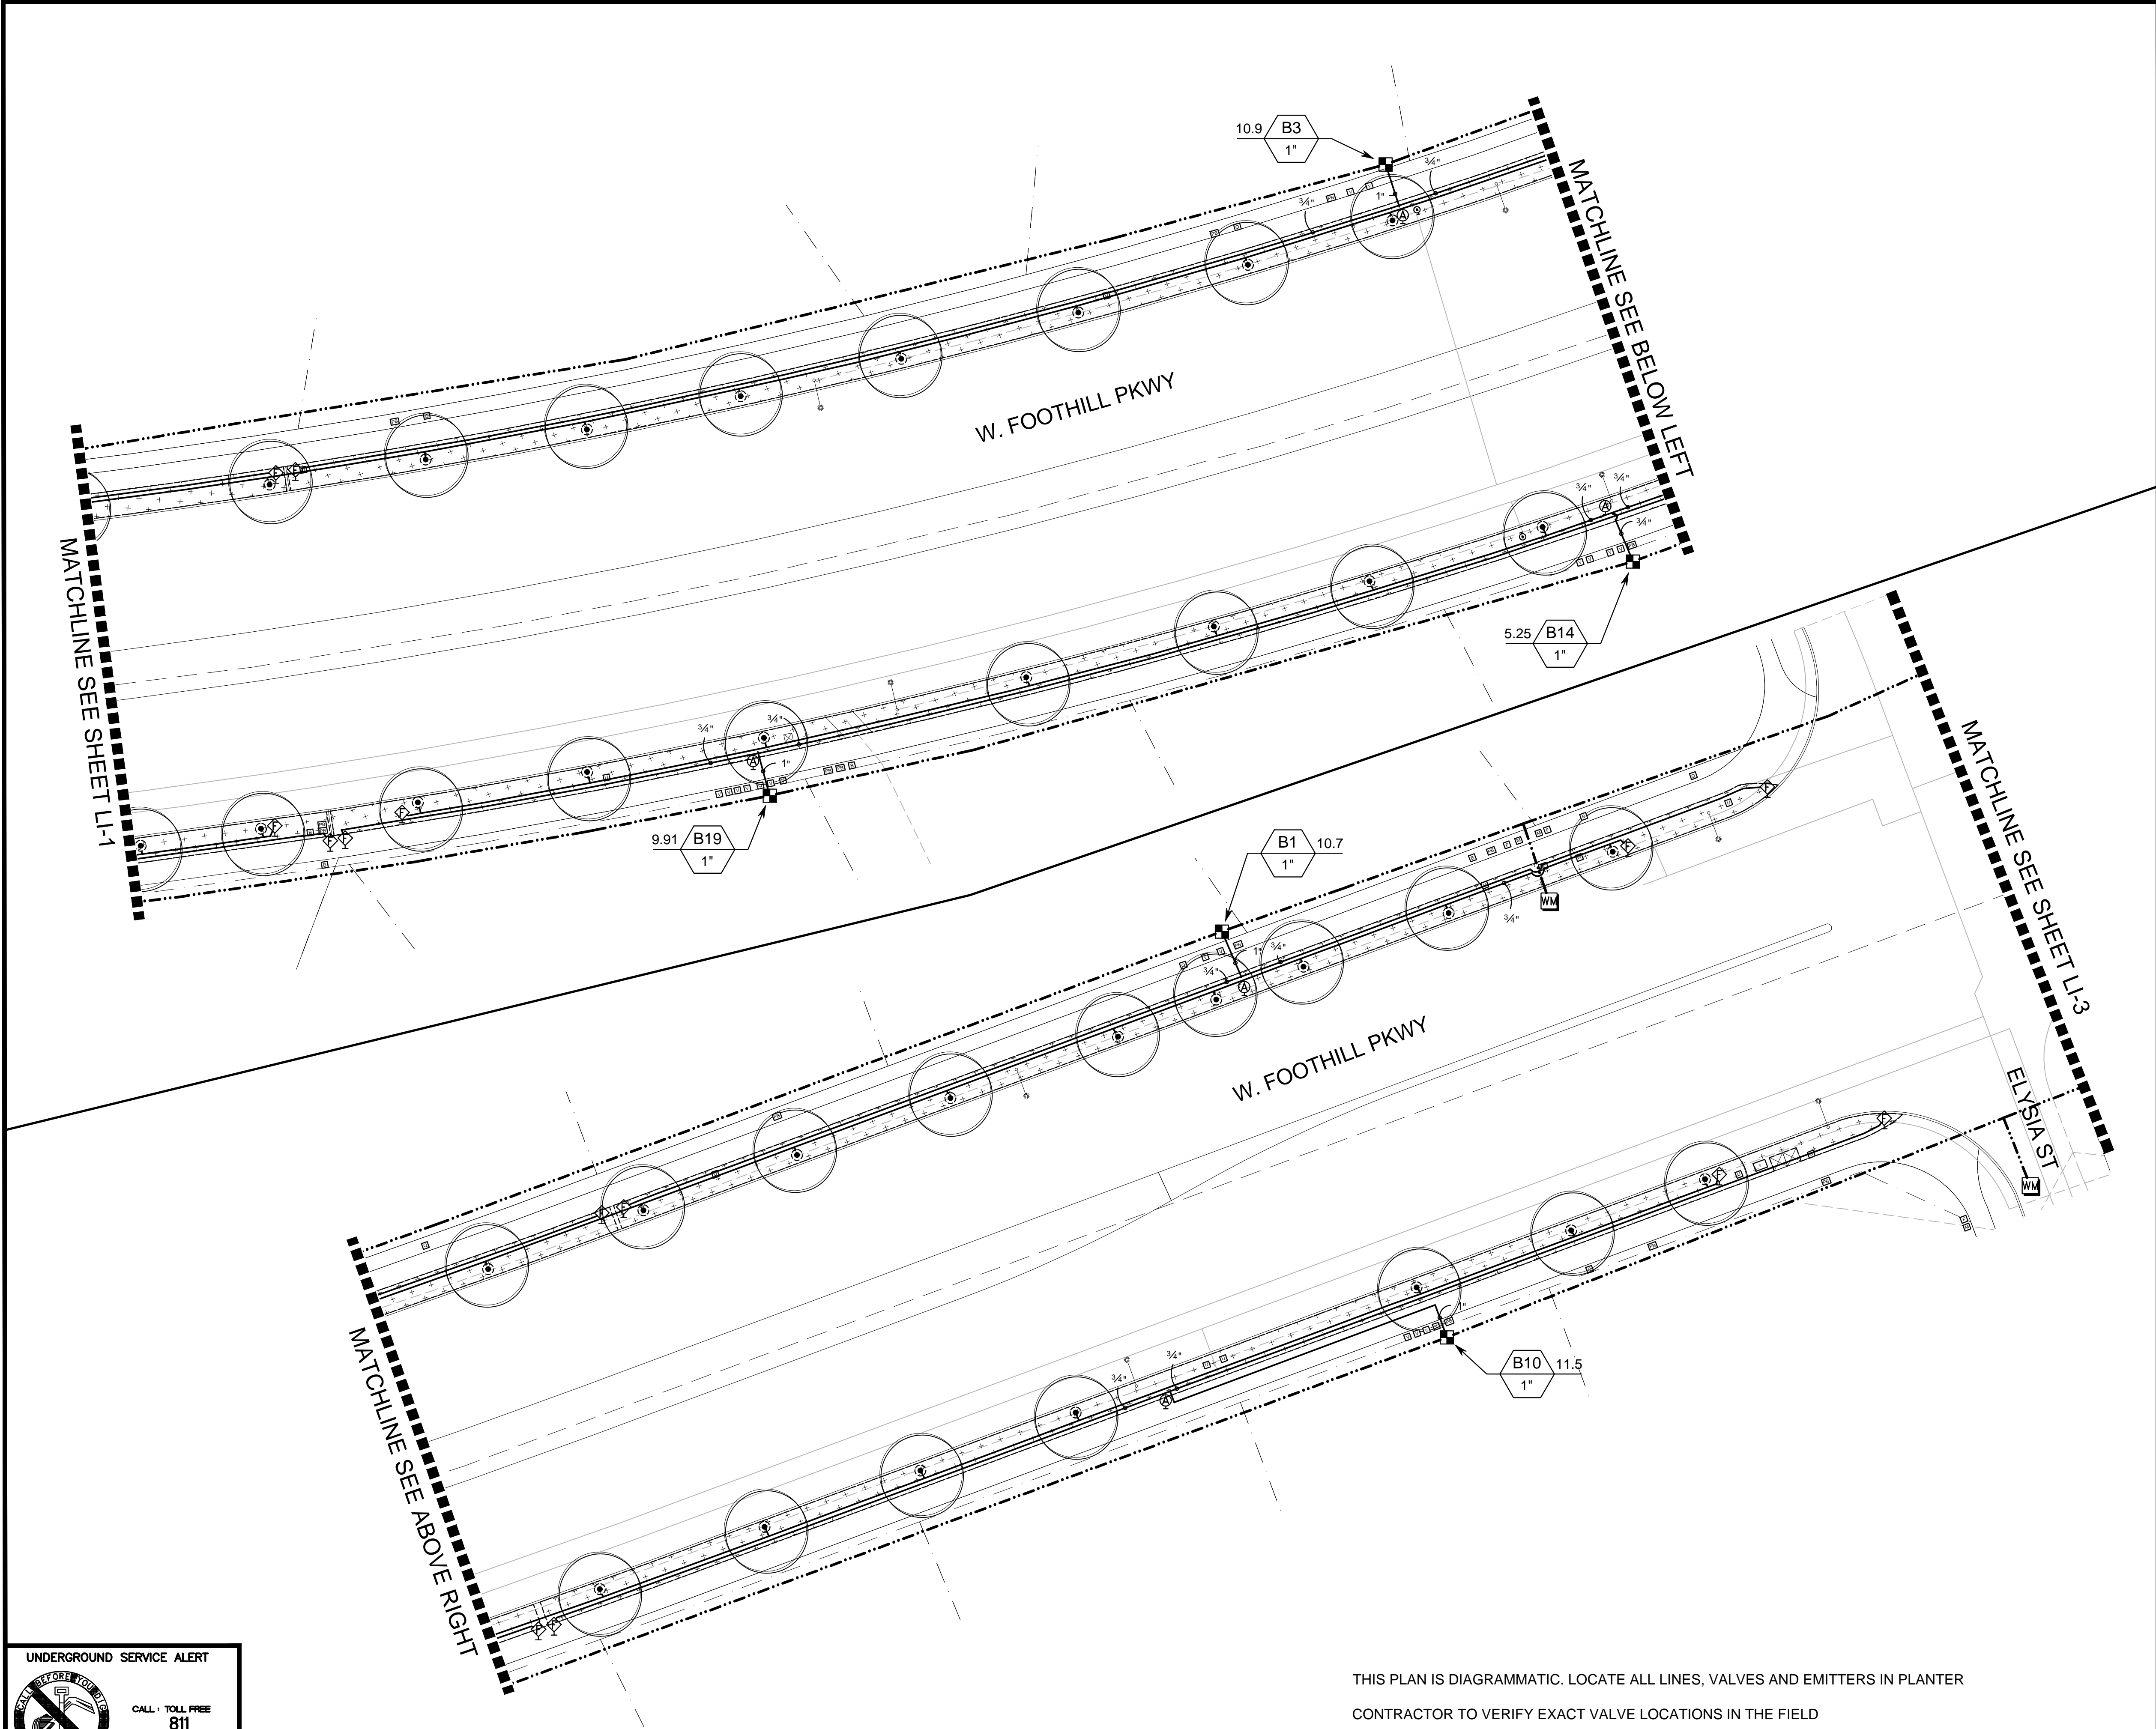 10.9 B3
1"
¾"
¾"
1"
A
MATCHLINE SEE BELOW LEFT
W. FOOTHILL PKWY
F F
MATCHLINE SEE SHEET LI-1
¾" ¾"
A
¾"
5.25 B14
1"
¾" ¾"
A 1"
F F
F F
9.91 B19
1"
MATCHLINE SEE SHEET LI-3
B1 10.7
1"
F
F
WM
¾"
1" ¾"
¾"
A
W. FOOTHILL PKWY
ELYSIA ST
WM
F F
F
F
MATCHLINE SEE ABOVE RIGHT
1"
¾"
¾"
A
B10 11.5
1"
F F
UNDERGROUND SERVICE ALERT
CALL BEFORE YOU DIG
CALL: TOLL FREE
811
THIS PLAN IS DIAGRAMMATIC. LOCATE ALL LINES, VALVES AND EMITTERS IN PLANTER
CONTRACTOR TO VERIFY EXACT VALVE LOCATIONS IN THE FIELD